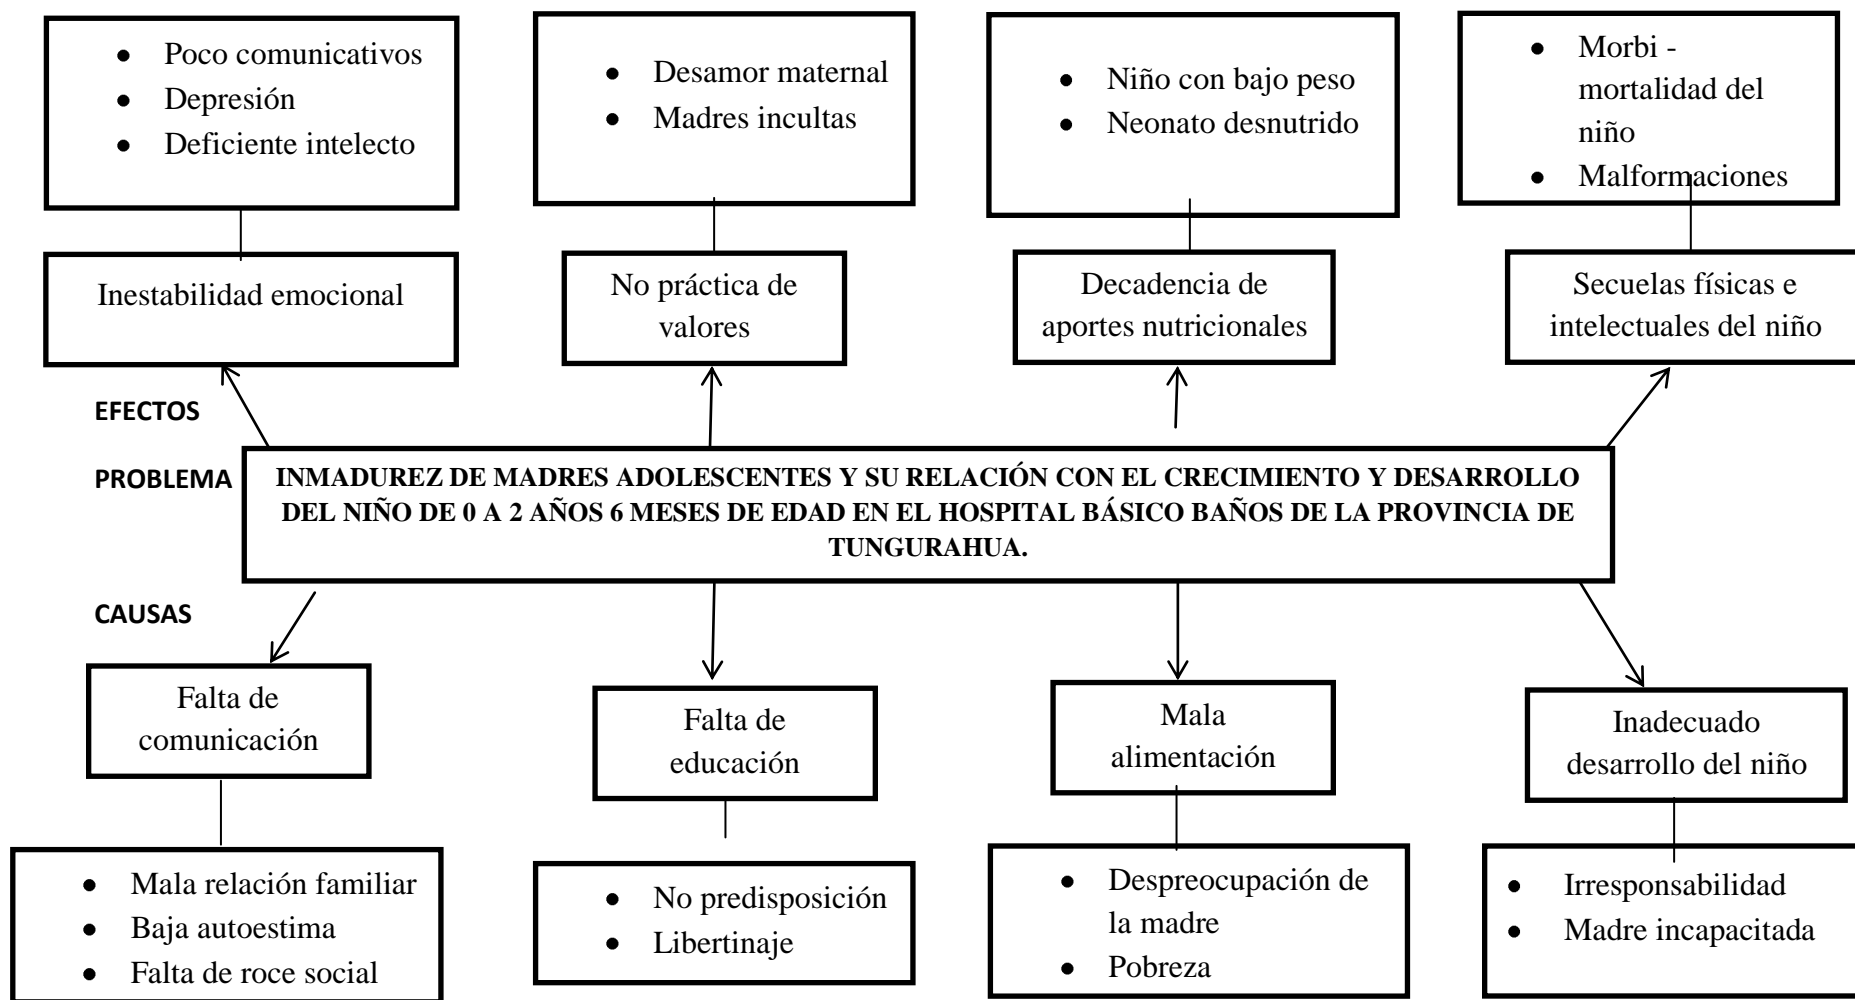 • Poco comunicativos
• Depresión
• Deficiente intelecto
• Desamor maternal
• Madres incultas
• Niño con bajo peso
• Neonato desnutrido
• Morbi -
mortalidad del
niño
• Malformaciones
Inestabilidad emocional
No práctica de
valores
Decadencia de
aportes nutricionales
Secuelas físicas e
intelectuales del niño
EFECTOS
PROBLEMA
INMADUREZ DE MADRES ADOLESCENTES Y SU RELACIÓN CON EL CRECIMIENTO Y DESARROLLO
DEL NIÑO DE 0 A 2 AÑOS 6 MESES DE EDAD EN EL HOSPITAL BÁSICO BAÑOS DE LA PROVINCIA DE
TUNGURAHUA.
CAUSAS
Falta de
comunicación
Falta de
educación
Mala
alimentación
Inadecuado
desarrollo del niño
• Mala relación familiar
• Baja autoestima
• Falta de roce social
• No predisposición
• Libertinaje
• Despreocupación de
la madre
• Pobreza
• Irresponsabilidad
• Madre incapacitada